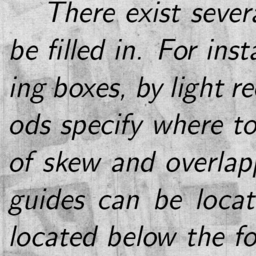 There exist severa
be filled in. For insta
ing boxes, by light re
ods specify where to
of skew and overlapp
guides can be locat
located below the fo